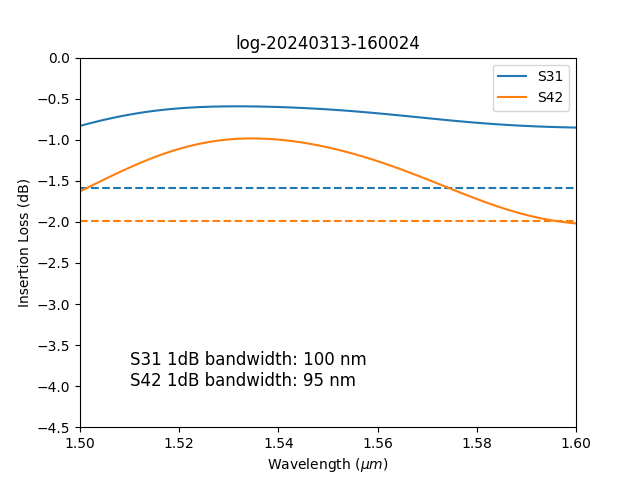 log-20240313-160024
S31
S42
0.0
−0.5
−1.0
−1.5
−2.0
−2.5
−3.0
−3.5
−4.0
−4.5
Insertion Loss (dB)
S31 1dB bandwidth: 100 nm
S42 1dB bandwidth: 95 nm
1.50 1.52 1.54 1.56 1.58 1.60
Wavelength (μm)